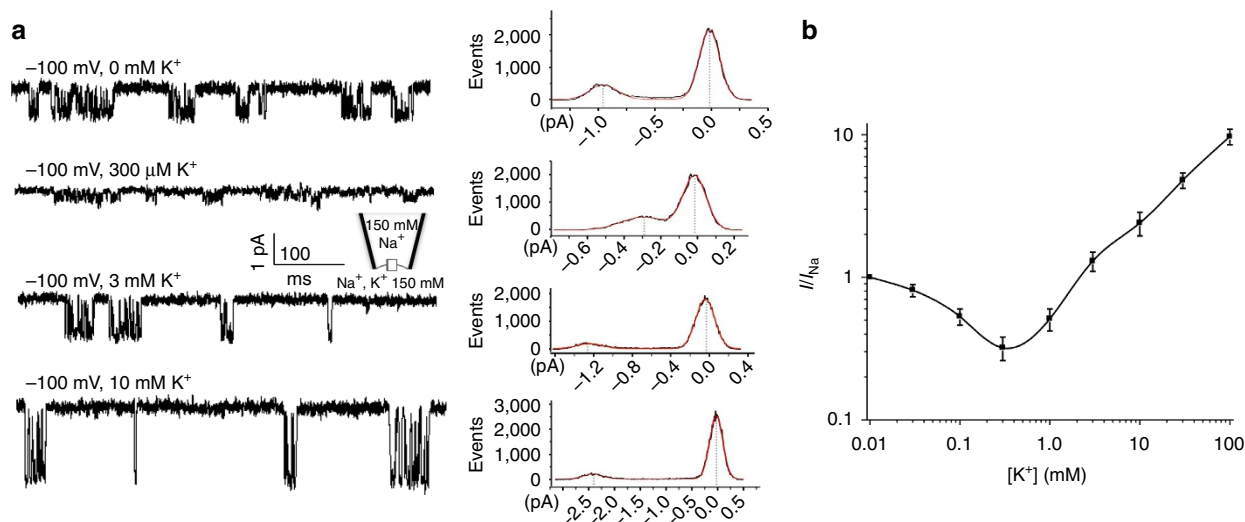 a
−100 mV, 0 mM K⁺
−100 mV, 300 μM K⁺
1 pA
100
ms
150 mM
Na⁺
Na⁺, K⁺ 150 mM
−100 mV, 3 mM K⁺
−100 mV, 10 mM K⁺
Events
2,000
1,000
0
(pA)
−1.0
−0.5
0.0
0.5
Events
2,000
1,000
0
(pA)
−0.6
−0.4
−0.2
0.0
0.2
Events
2,000
1,000
0
(pA)
−1.2
−0.8
−0.4
0.0
0.4
Events
3,000
2,000
1,000
0
(pA)
−2.5
−2.0
−1.5
−1.0
−0.5
0.0
0.5
b
I/I_Na
10
1
0.1
0.01
0.1
1.0
10
100
[K⁺] (mM)